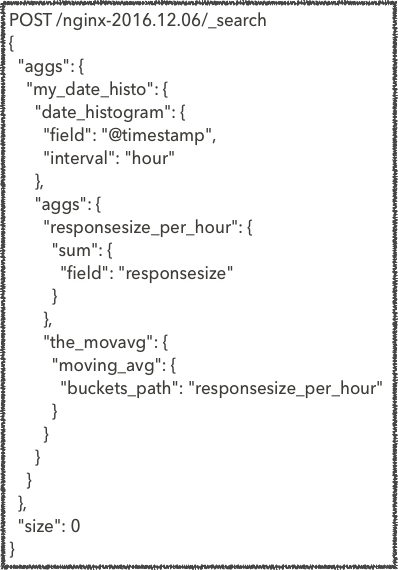 POST /nginx-2016.12.06/_search
{
  "aggs": {
    "my_date_histo": {
      "date_histogram": {
        "field": "@timestamp",
        "interval": "hour"
      },
      "aggs": {
        "responsesize_per_hour": {
          "sum": {
            "field": "responsesize"
          }
        },
        "the_movavg": {
          "moving_avg": {
            "buckets_path": "responsesize_per_hour"
          }
        }
      }
    }
  },
  "size": 0
}